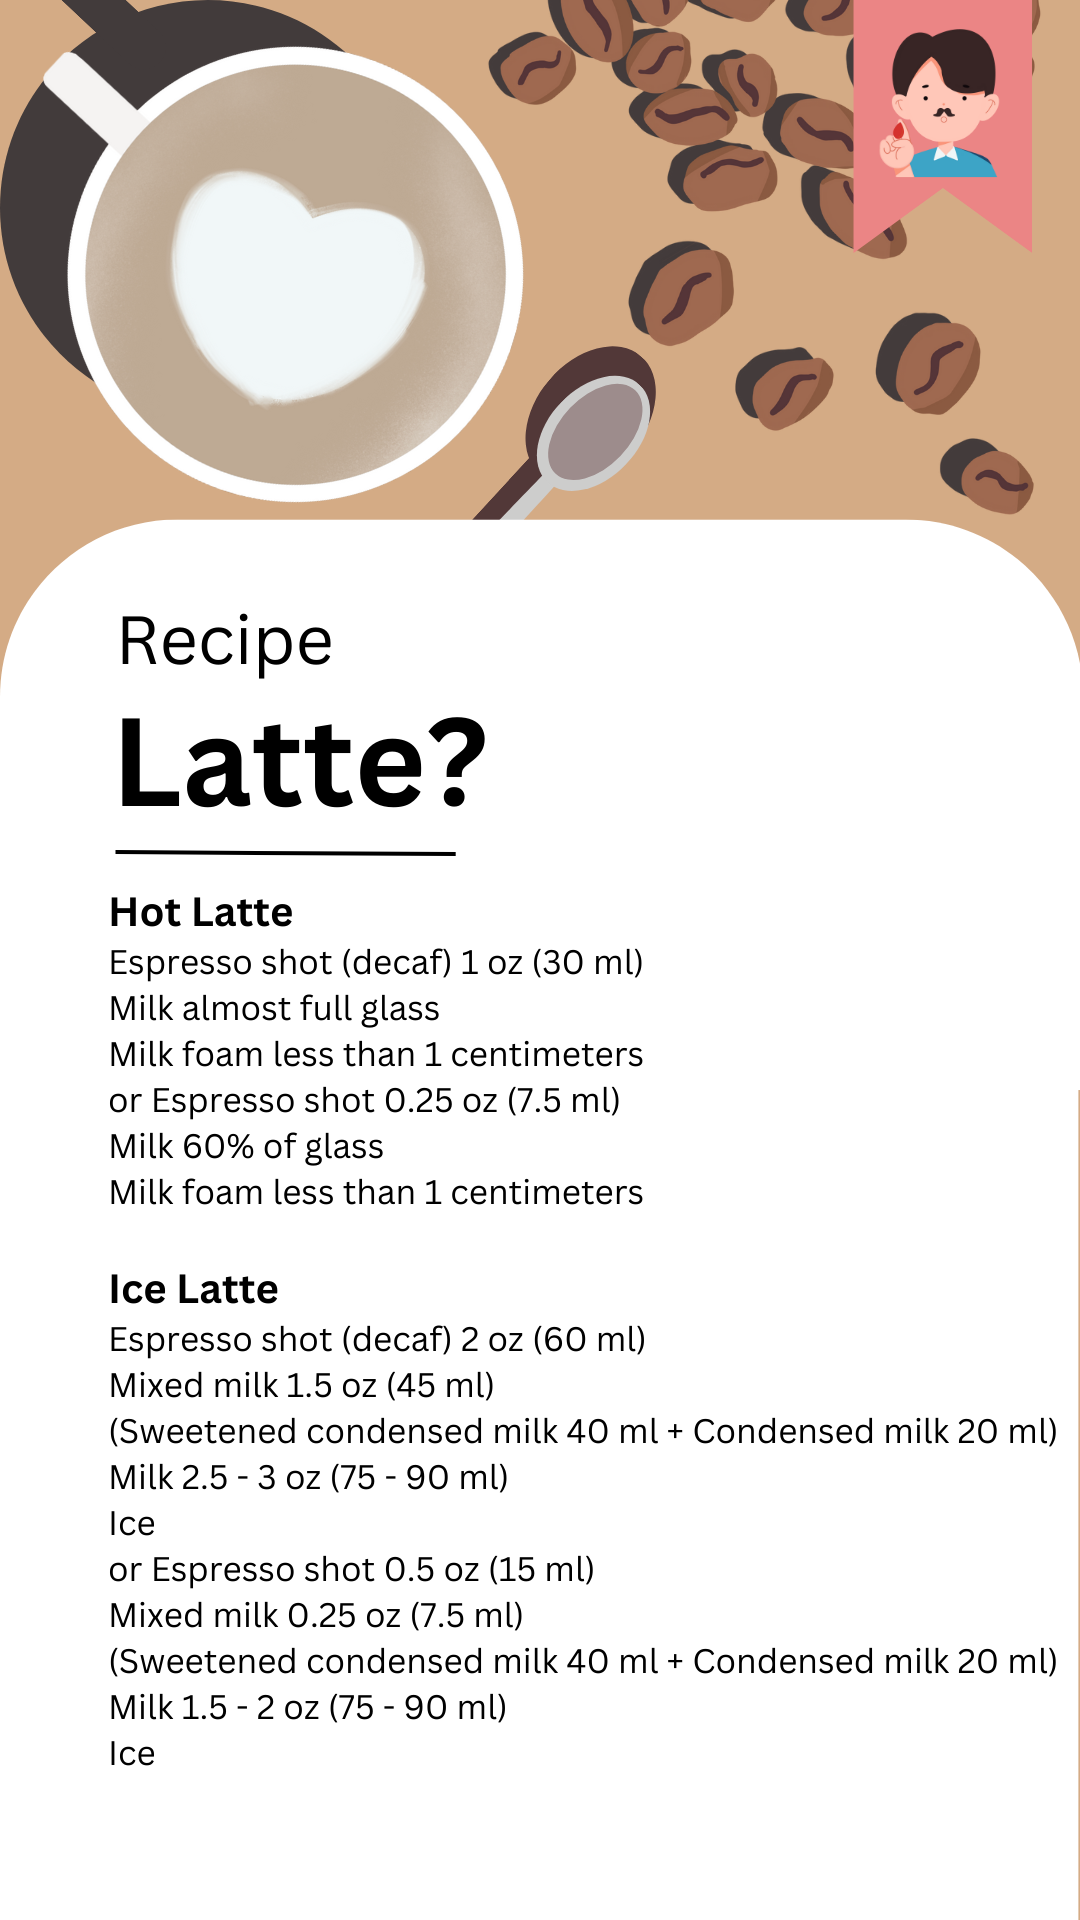 Recipe
Latte?
Hot Latte
Espresso shot (decaf) 1 oz (30 ml)
Milk almost full glass
Milk foam less than 1 centimeters
or Espresso shot 0.25 oz (7.5 ml)
Milk 60% of glass
Milk foam less than 1 centimeters
Ice Latte
Espresso shot (decaf) 2 oz (60 ml)
Mixed milk 1.5 oz (45 ml)
(Sweetened condensed milk 40 ml + Condensed milk 20 ml)
Milk 2.5 - 3 oz (75 - 90 ml)
Ice
or Espresso shot 0.5 oz (15 ml)
Mixed milk 0.25 oz (7.5 ml)
(Sweetened condensed milk 40 ml + Condensed milk 20 ml)
Milk 1.5 - 2 oz (75 - 90 ml)
Ice